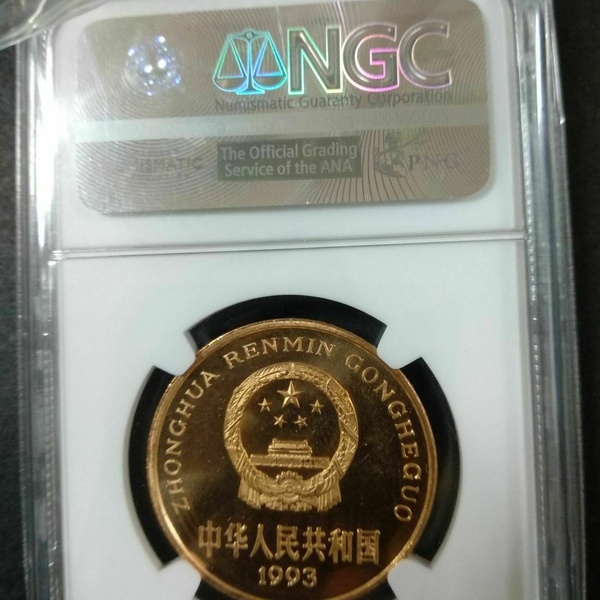 NGC
Numismatic Guaranty Corporation
The Official Grading
Service of the ANA
PNG
ZHONGHUA RENMIN GONGHEGUO
中华人民共和国
1993